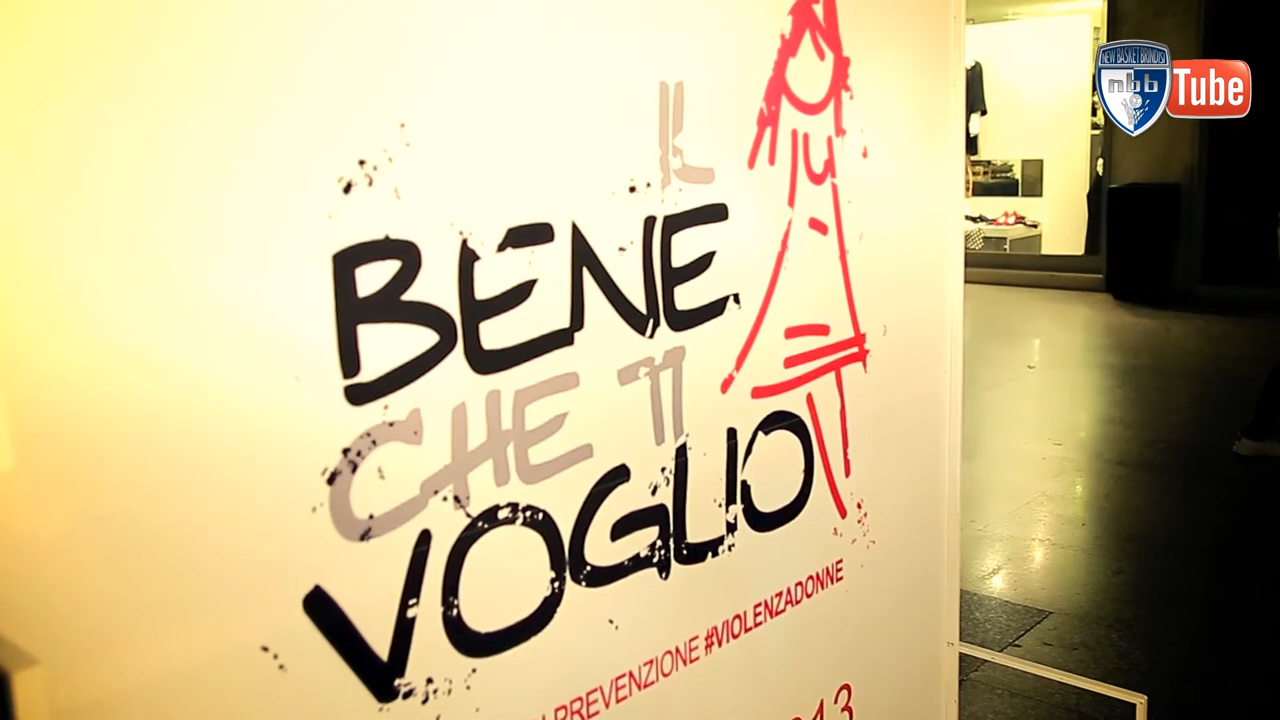 IL
BENE
CHE TI
VOGLIO
PREVENZIONE #VIOLENZADONNE
NEW BASKET BRINDISI
nbb
Tube